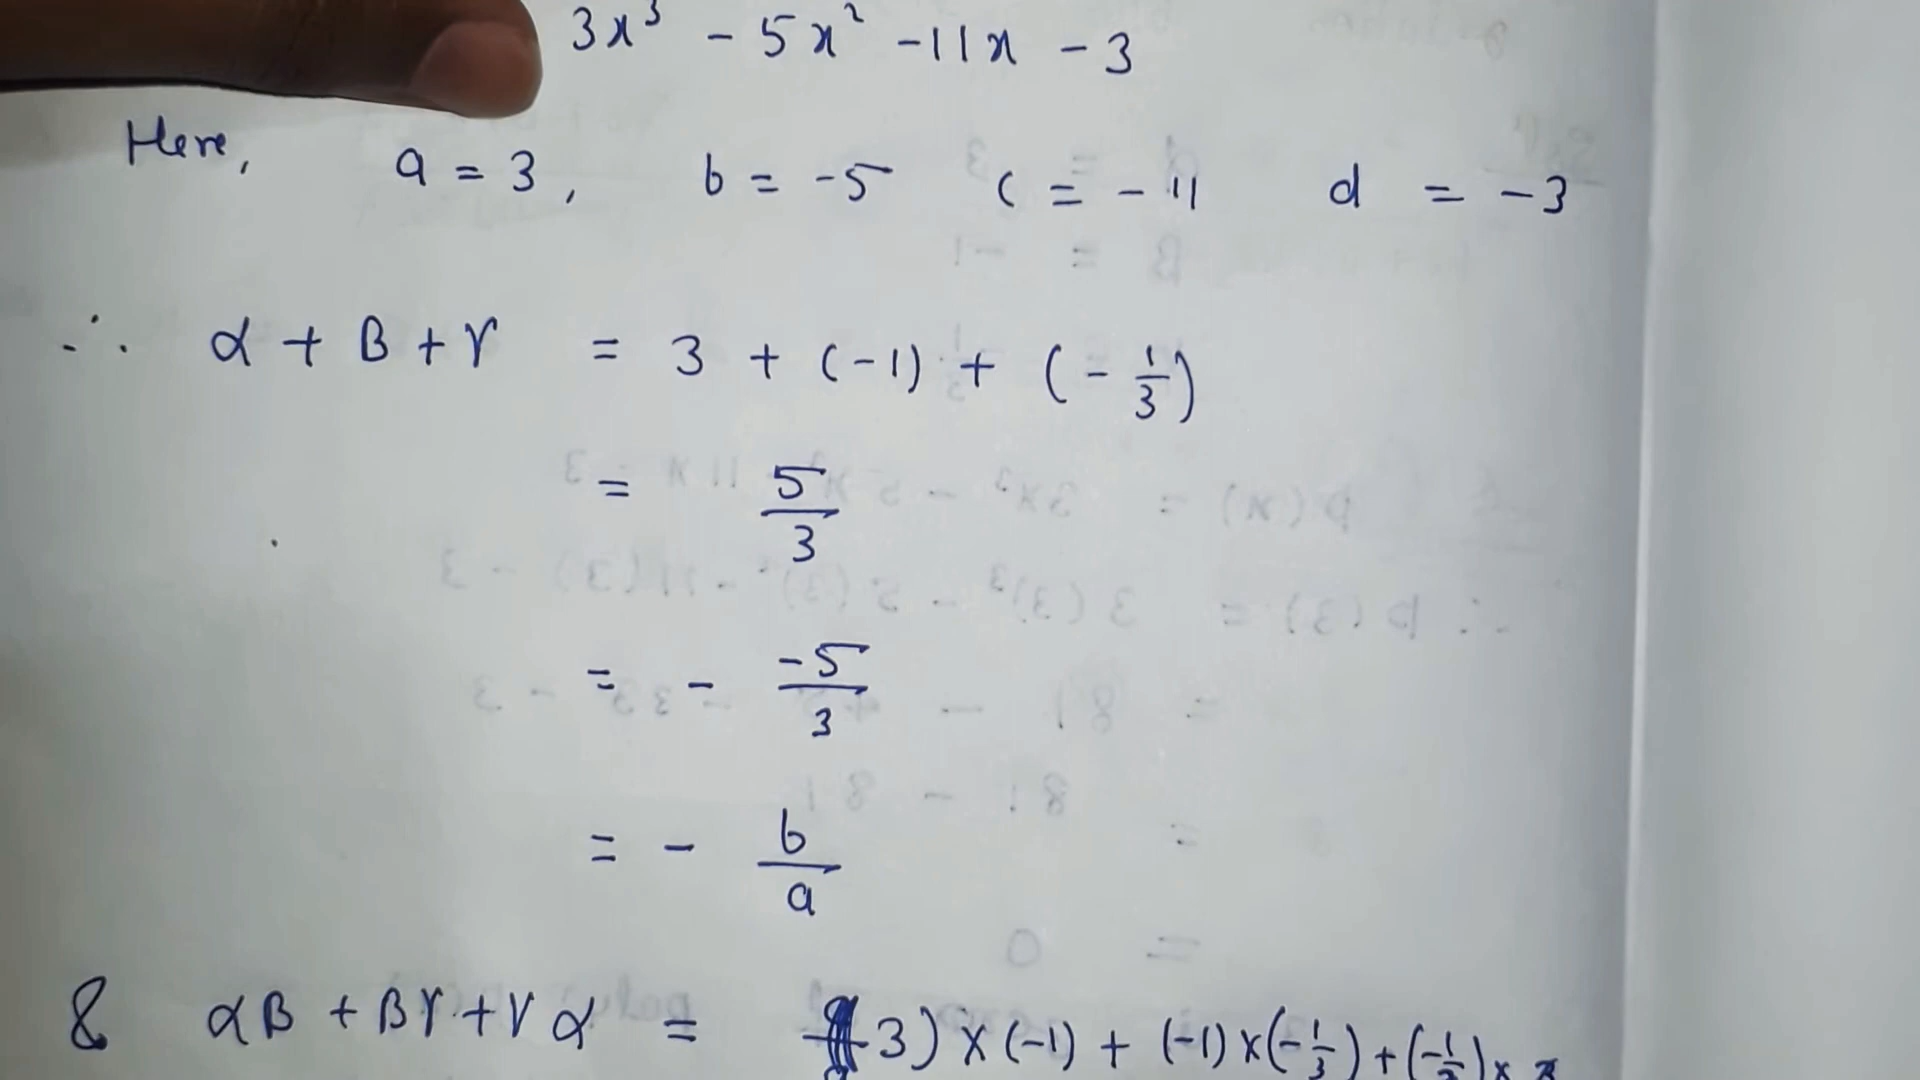 3x³ - 5x² - 11x - 3
Here, a = 3, b = -5 c = -11 d = -3
∴ α + β + γ = 3 + (-1) + (-1/3)
= 5/3
= - -5/3
= - b/a
& αβ + βγ + γα = 3) × (-1) + (-1) × (-1/3) + (-1/3) ×